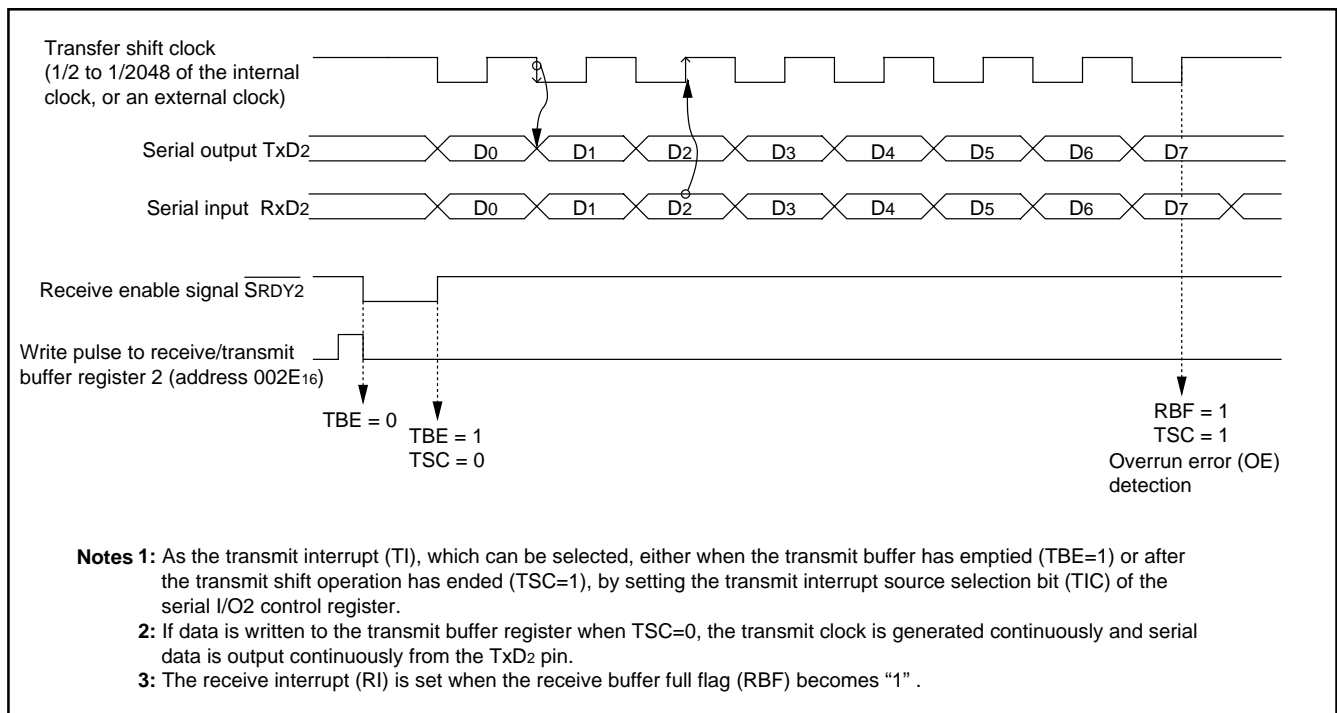 Transfer shift clock
(1/2 to 1/2048 of the internal
clock, or an external clock)
Serial output TxD2
D0 D1 D2 D3 D4 D5 D6 D7
Serial input RxD2
D0 D1 D2 D3 D4 D5 D6 D7
Receive enable signal SRDY2
Write pulse to receive/transmit
buffer register 2 (address 002E16)
TBE = 0
TBE = 1
TSC = 0
RBF = 1
TSC = 1
Overrun error (OE)
detection
Notes 1: As the transmit interrupt (TI), which can be selected, either when the transmit buffer has emptied (TBE=1) or after
the transmit shift operation has ended (TSC=1), by setting the transmit interrupt source selection bit (TIC) of the
serial I/O2 control register.
2: If data is written to the transmit buffer register when TSC=0, the transmit clock is generated continuously and serial
data is output continuously from the TxD2 pin.
3: The receive interrupt (RI) is set when the receive buffer full flag (RBF) becomes “1” .